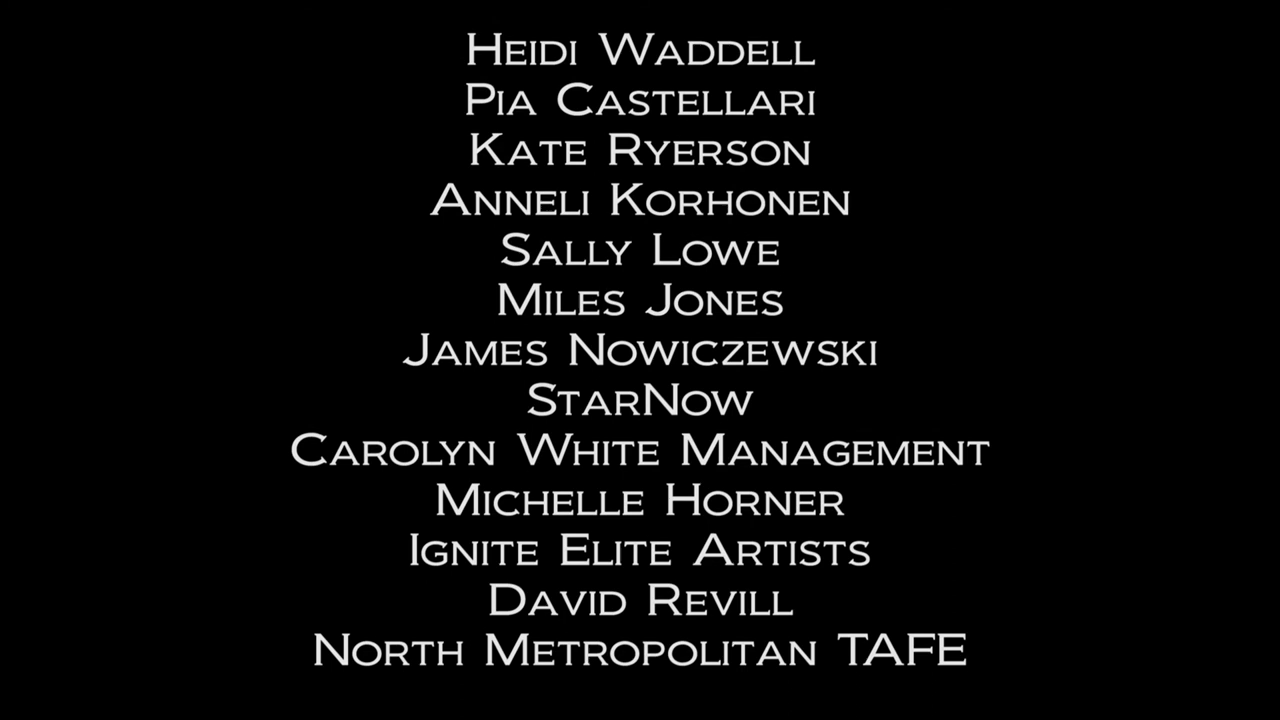 Heidi Waddell
Pia Castellari
Kate Ryerson
Anneli Korhonen
Sally Lowe
Miles Jones
James Nowiczewski
StarNow
Carolyn White Management
Michelle Horner
Ignite Elite Artists
David Revill
North Metropolitan TAFE